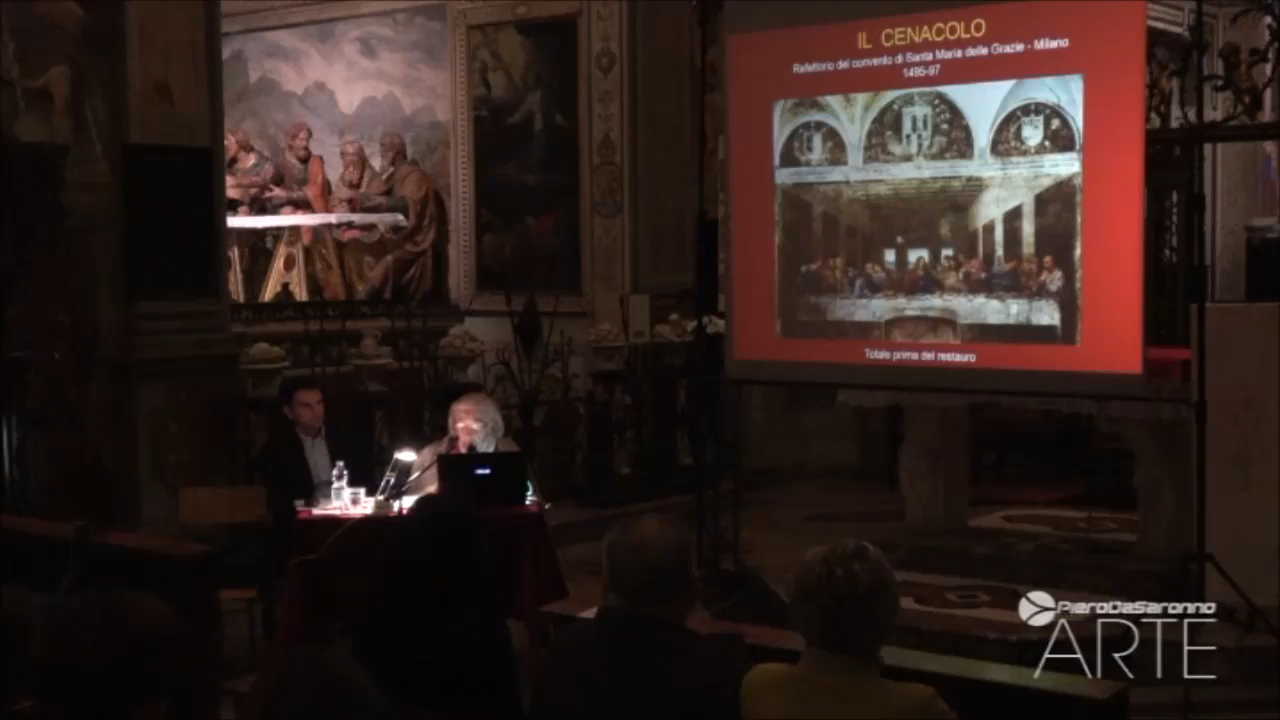 IL CENACOLO
Refettorio del convento di Santa Maria delle Grazie - Milano
1495-97
Totale prima del restauro
PieroDaSaronno
ARTE